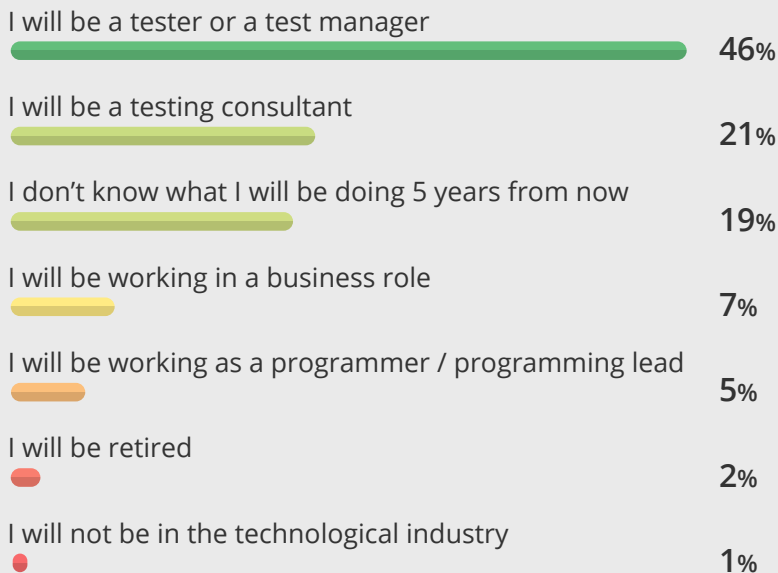 I will be a tester or a test manager
46%
I will be a testing consultant
21%
I don’t know what I will be doing 5 years from now
19%
I will be working in a business role
7%
I will be working as a programmer / programming lead
5%
I will be retired
2%
I will not be in the technological industry
1%